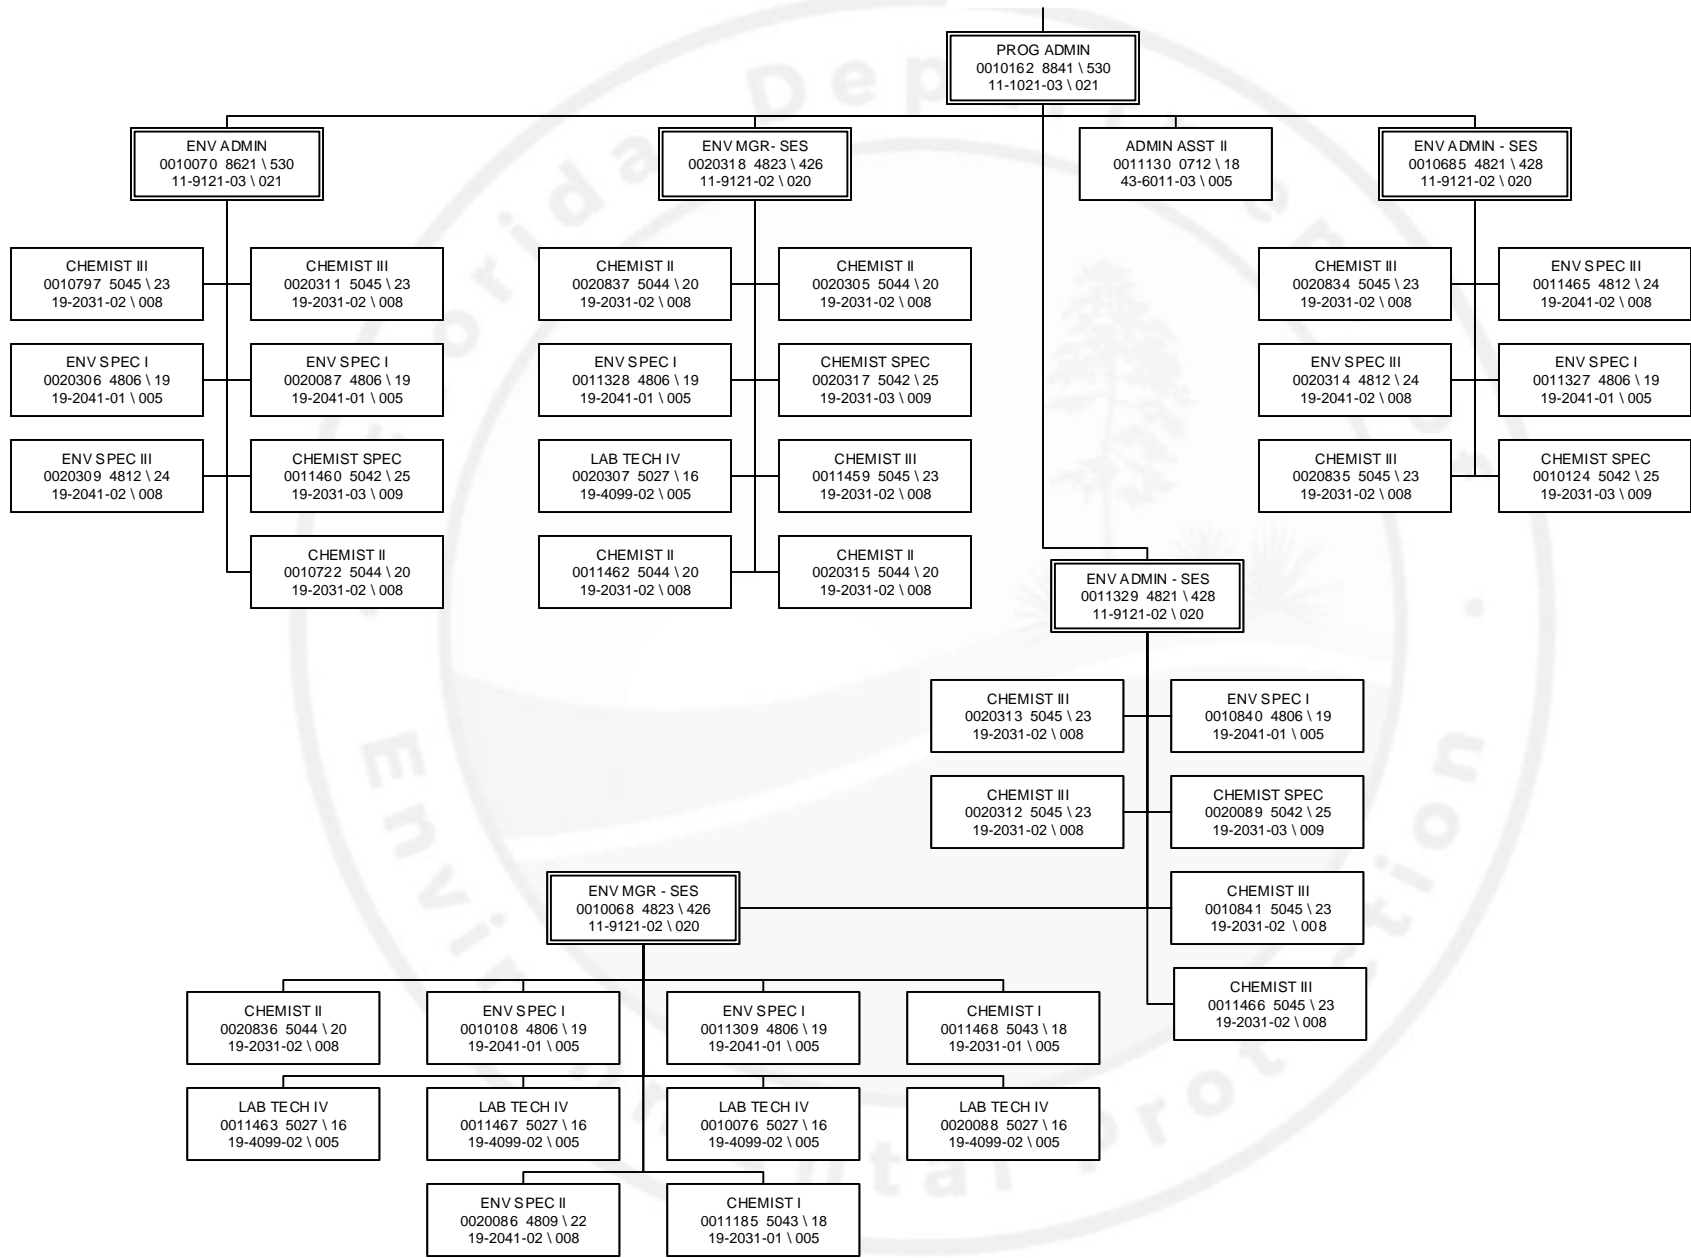 PROG ADMIN
0010162 8841 \ 530
11-1021-03 \ 021
ENV ADMIN
0010070 8621 \ 530
11-9121-03 \ 021
ENV MGR- SES
0020318 4823 \ 426
11-9121-02 \ 020
ADMIN ASST II
0011130 0712 \ 18
43-6011-03 \ 005
ENV ADMIN - SES
0010685 4821 \ 428
11-9121-02 \ 020
CHEMIST III
0010797 5045 \ 23
19-2031-02 \ 008
CHEMIST III
0020311 5045 \ 23
19-2031-02 \ 008
CHEMIST II
0020837 5044 \ 20
19-2031-02 \ 008
CHEMIST II
0020305 5044 \ 20
19-2031-02 \ 008
CHEMIST III
0020834 5045 \ 23
19-2031-02 \ 008
ENV SPEC III
0011465 4812 \ 24
19-2041-02 \ 008
ENV SPEC I
0020306 4806 \ 19
19-2041-01 \ 005
ENV SPEC I
0020087 4806 \ 19
19-2041-01 \ 005
ENV SPEC I
0011328 4806 \ 19
19-2041-01 \ 005
CHEMIST SPEC
0020317 5042 \ 25
19-2031-03 \ 009
ENV SPEC III
0020314 4812 \ 24
19-2041-02 \ 008
ENV SPEC I
0011327 4806 \ 19
19-2041-01 \ 005
ENV SPEC III
0020309 4812 \ 24
19-2041-02 \ 008
CHEMIST SPEC
0011460 5042 \ 25
19-2031-03 \ 009
LAB TECH IV
0020307 5027 \ 16
19-4099-02 \ 005
CHEMIST III
0011459 5045 \ 23
19-2031-02 \ 008
CHEMIST III
0020835 5045 \ 23
19-2031-02 \ 008
CHEMIST SPEC
0010124 5042 \ 25
19-2031-03 \ 009
CHEMIST II
0010722 5044 \ 20
19-2031-02 \ 008
CHEMIST II
0011462 5044 \ 20
19-2031-02 \ 008
CHEMIST II
0020315 5044 \ 20
19-2031-02 \ 008
ENV ADMIN - SES
0011329 4821 \ 428
11-9121-02 \ 020
CHEMIST III
0020313 5045 \ 23
19-2031-02 \ 008
ENV SPEC I
0010840 4806 \ 19
19-2041-01 \ 005
CHEMIST III
0020312 5045 \ 23
19-2031-02 \ 008
CHEMIST SPEC
0020089 5042 \ 25
19-2031-03 \ 009
ENV MGR - SES
0010068 4823 \ 426
11-9121-02 \ 020
CHEMIST III
0010841 5045 \ 23
19-2031-02 \ 008
CHEMIST III
0011466 5045 \ 23
19-2031-02 \ 008
CHEMIST II
0020836 5044 \ 20
19-2031-02 \ 008
ENV SPEC I
0010108 4806 \ 19
19-2041-01 \ 005
ENV SPEC I
0011309 4806 \ 19
19-2041-01 \ 005
CHEMIST I
0011468 5043 \ 18
19-2031-01 \ 005
LAB TECH IV
0011463 5027 \ 16
19-4099-02 \ 005
LAB TECH IV
0011467 5027 \ 16
19-4099-02 \ 005
LAB TECH IV
0010076 5027 \ 16
19-4099-02 \ 005
LAB TECH IV
0020088 5027 \ 16
19-4099-02 \ 005
ENV SPEC II
0020086 4809 \ 22
19-2041-02 \ 008
CHEMIST I
0011185 5043 \ 18
19-2031-01 \ 005